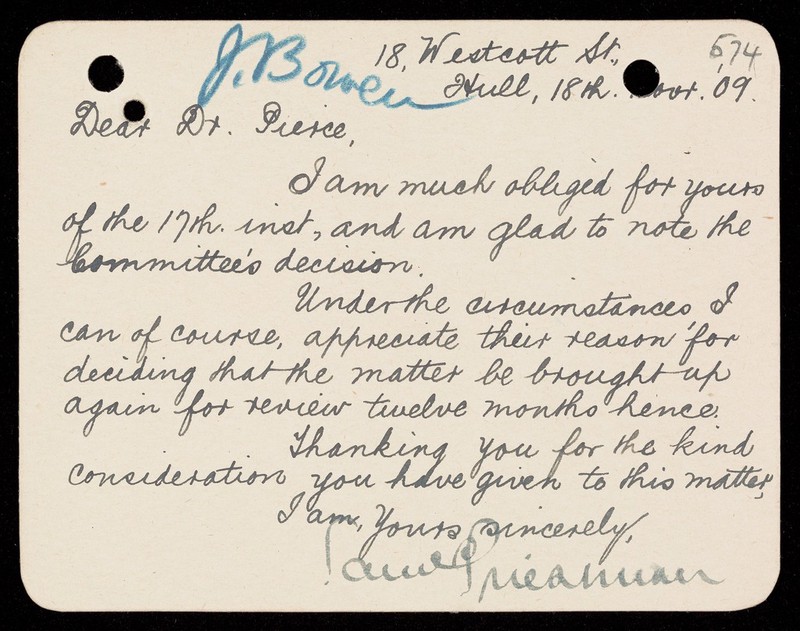 J. Bowen
18, Westcott St.,
574
Hull, 18th. Novr. 09.
Dear Dr. Pierce,
I am much obliged for yours
of the 17th. inst., and am glad to note the
Committee's decision.
Under the circumstances, I
can of course, appreciate their reason for
deciding that the matter be brought up
again for review twelve months hence.
Thanking you for the kind
consideration you have given to this matter,
I am, Yours sincerely,
Friedman